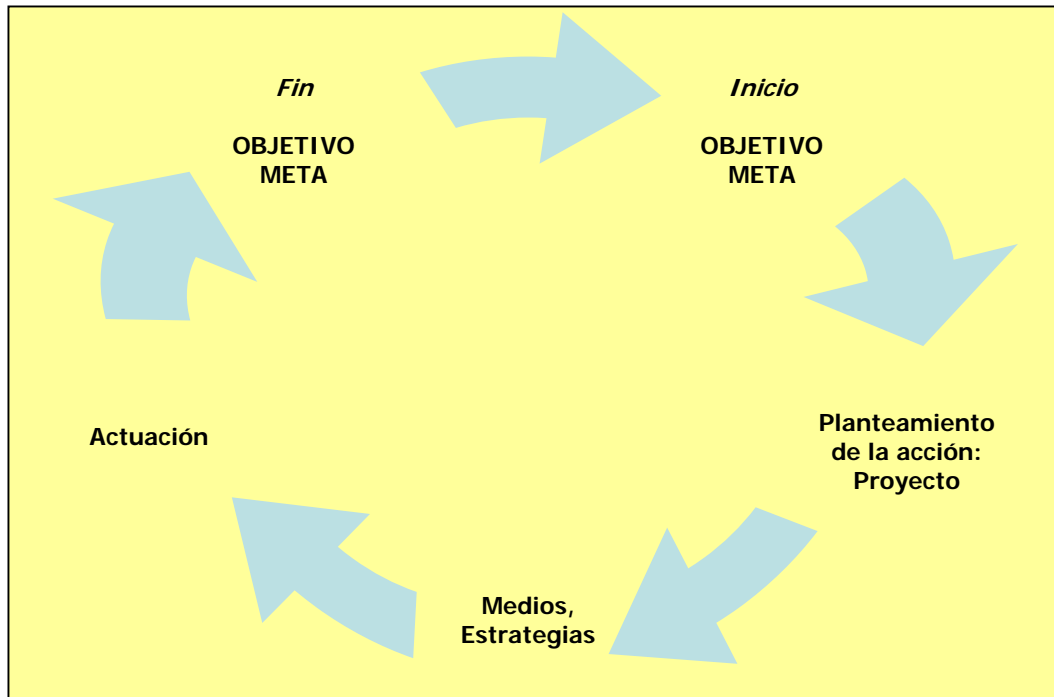 Fin
OBJETIVO
META
Inicio
OBJETIVO
META
Planteamiento
de la acción:
Proyecto
Medios,
Estrategias
Actuación